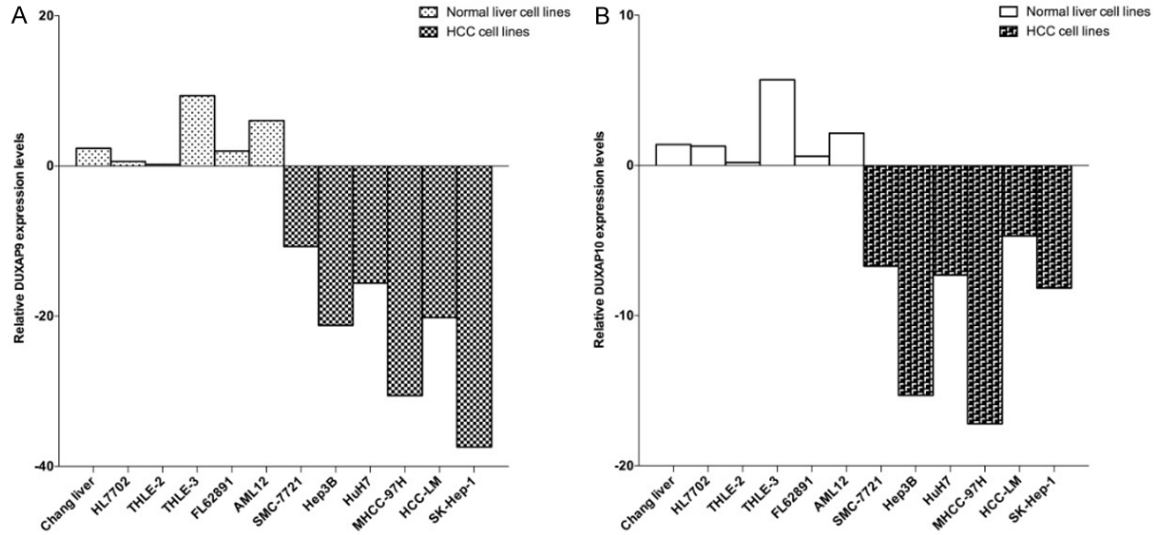 A
Normal liver cell lines
HCC cell lines
Relative DUXAP9 expression levels
20
0
-20
-40
Chang liver
HL7702
THLE-2
THLE-3
FL62891
AML12
SMC-7721
Hep3B
HuH7
MHCC-97H
HCC-LM
SK-Hep-1
B
Normal liver cell lines
HCC cell lines
Relative DUXAP10 expression levels
10
0
-10
-20
Chang liver
HL7702
THLE-2
THLE-3
FL62891
AML12
SMC-7721
Hep3B
HuH7
MHCC-97H
HCC-LM
SK-Hep-1